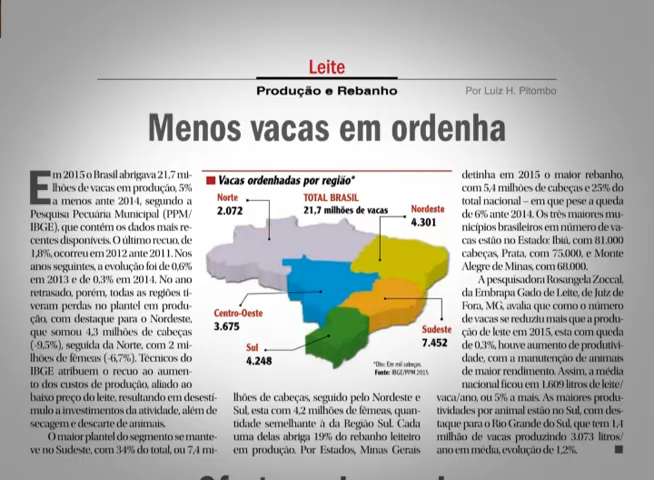 Leite
Produção e Rebanho
Por Luiz H. Pitombo
Menos vacas em ordenha
Em 2015 o Brasil abrigava 21,7 mi-
lhões de vacas em produção, 5%
a menos ante 2014, segundo a
Pesquisa Pecuária Municipal (PPM/
IBGE), que contém os dados mais re-
centes disponíveis. O último recuo, de
1,8%, ocorreu em 2012 ante 2011. Nos
anos seguintes, a evolução foi de 0,6%
em 2013 e de 0,3% em 2014. No ano
retrasado, porém, todas as regiões ti-
veram perdas no plantel em produ-
ção, com destaque para o Nordeste,
que somou 4,3 milhões de cabeças
(-9,5%), seguida da Norte, com 2 mi-
lhões de fêmeas (-6,7%). Técnicos do
IBGE atribuem o recuo ao aumen-
to dos custos de produção, aliado ao
baixo preço do leite, resultando em desestí-
mulo a investimentos da atividade, além de
secagem e descarte de animais.
O maior plantel do segmento se mante-
ve no Sudeste, com 34% do total, ou 7,4 mi-
Vacas ordenhadas por região*
Norte
2.072
TOTAL BRASIL
21,7 milhões de vacas
Nordeste
4.301
Centro-Oeste
3.675
Sul
4.248
Sudeste
7.452
*Obs: Em mil cabeças.
Fonte: IBGE/PPM 2015
lhões de cabeças, seguido pelo Nordeste e
Sul, esta com 4,2 milhões de fêmeas, quan-
tidade semelhante à da Região Sul. Cada
uma delas abriga 19% do rebanho leiteiro
em produção. Por Estados, Minas Gerais
detinha em 2015 o maior rebanho,
com 5,4 milhões de cabeças e 25% do
total nacional – em que pese a queda
de 6% ante 2014. Os três maiores mu-
nicípios brasileiros em número de va-
cas estão no Estado: Ibiá, com 81.000
cabeças, Prata, com 75.000, e Monte
Alegre de Minas, com 68.000.
A pesquisadora Rosangela Zoccal,
da Embrapa Gado de Leite, de Juiz de
Fora, MG, avalia que como o número
de vacas se reduziu mais que a produ-
ção de leite em 2015, esta com queda
de 0,3%, houve aumento de produtivi-
dade, com a manutenção de animais
de maior rendimento. Assim, a média
nacional ficou em 1.609 litros de leite/
vaca/ano, ou 5% a mais. As maiores produ-
tividades por animal estão no Sul, com des-
taque para o Rio Grande do Sul, que tem 1,4
milhão de vacas produzindo 3.073 litros/
ano em média, evolução de 1,2%.